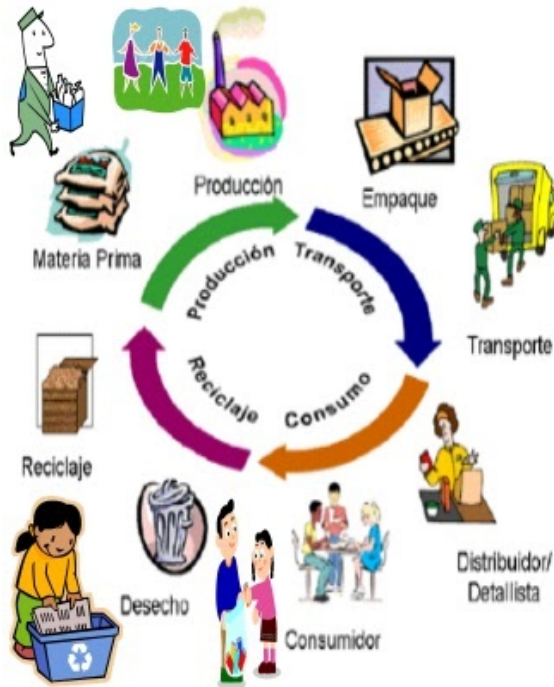 Producción
Empaque
Materia Prima
Transporte
Reciclaje
Distribuidor/
Detallista
Desecho
Consumidor
Producción
Transporte
Consumo
Reciclaje